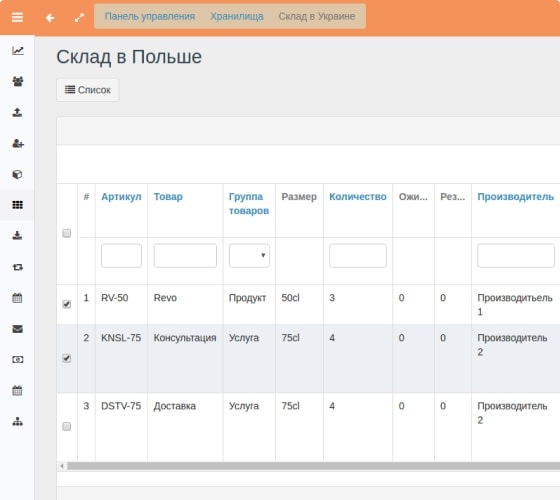 Панель управления Хранилища Склад в Украине
Склад в Польше
Список
# Артикул Товар Группа товаров Размер Количество Ожи... Рез... Производитель
1 RV-50 Revo Продукт 50cl 3 0 0 Производитьель 1
2 KNSL-75 Консультация Услуга 75cl 4 0 0 Производитель 2
3 DSTV-75 Доставка Услуга 75cl 4 0 0 Производитель 2